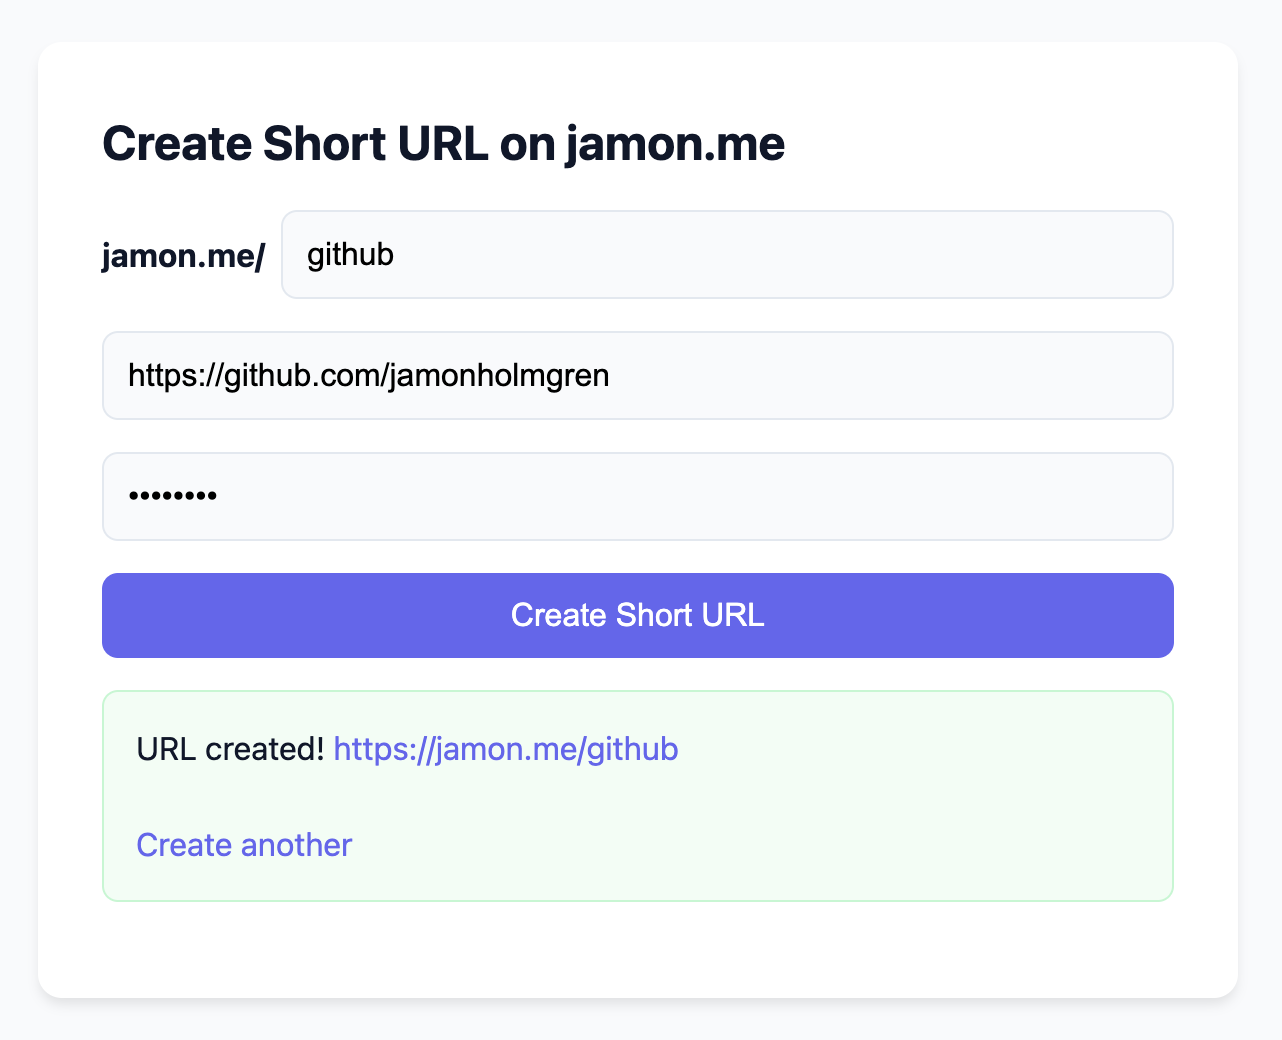 Create Short URL on jamon.me
jamon.me/ github
https://github.com/jamonholmgren
••••••••
Create Short URL
URL created! https://jamon.me/github
Create another